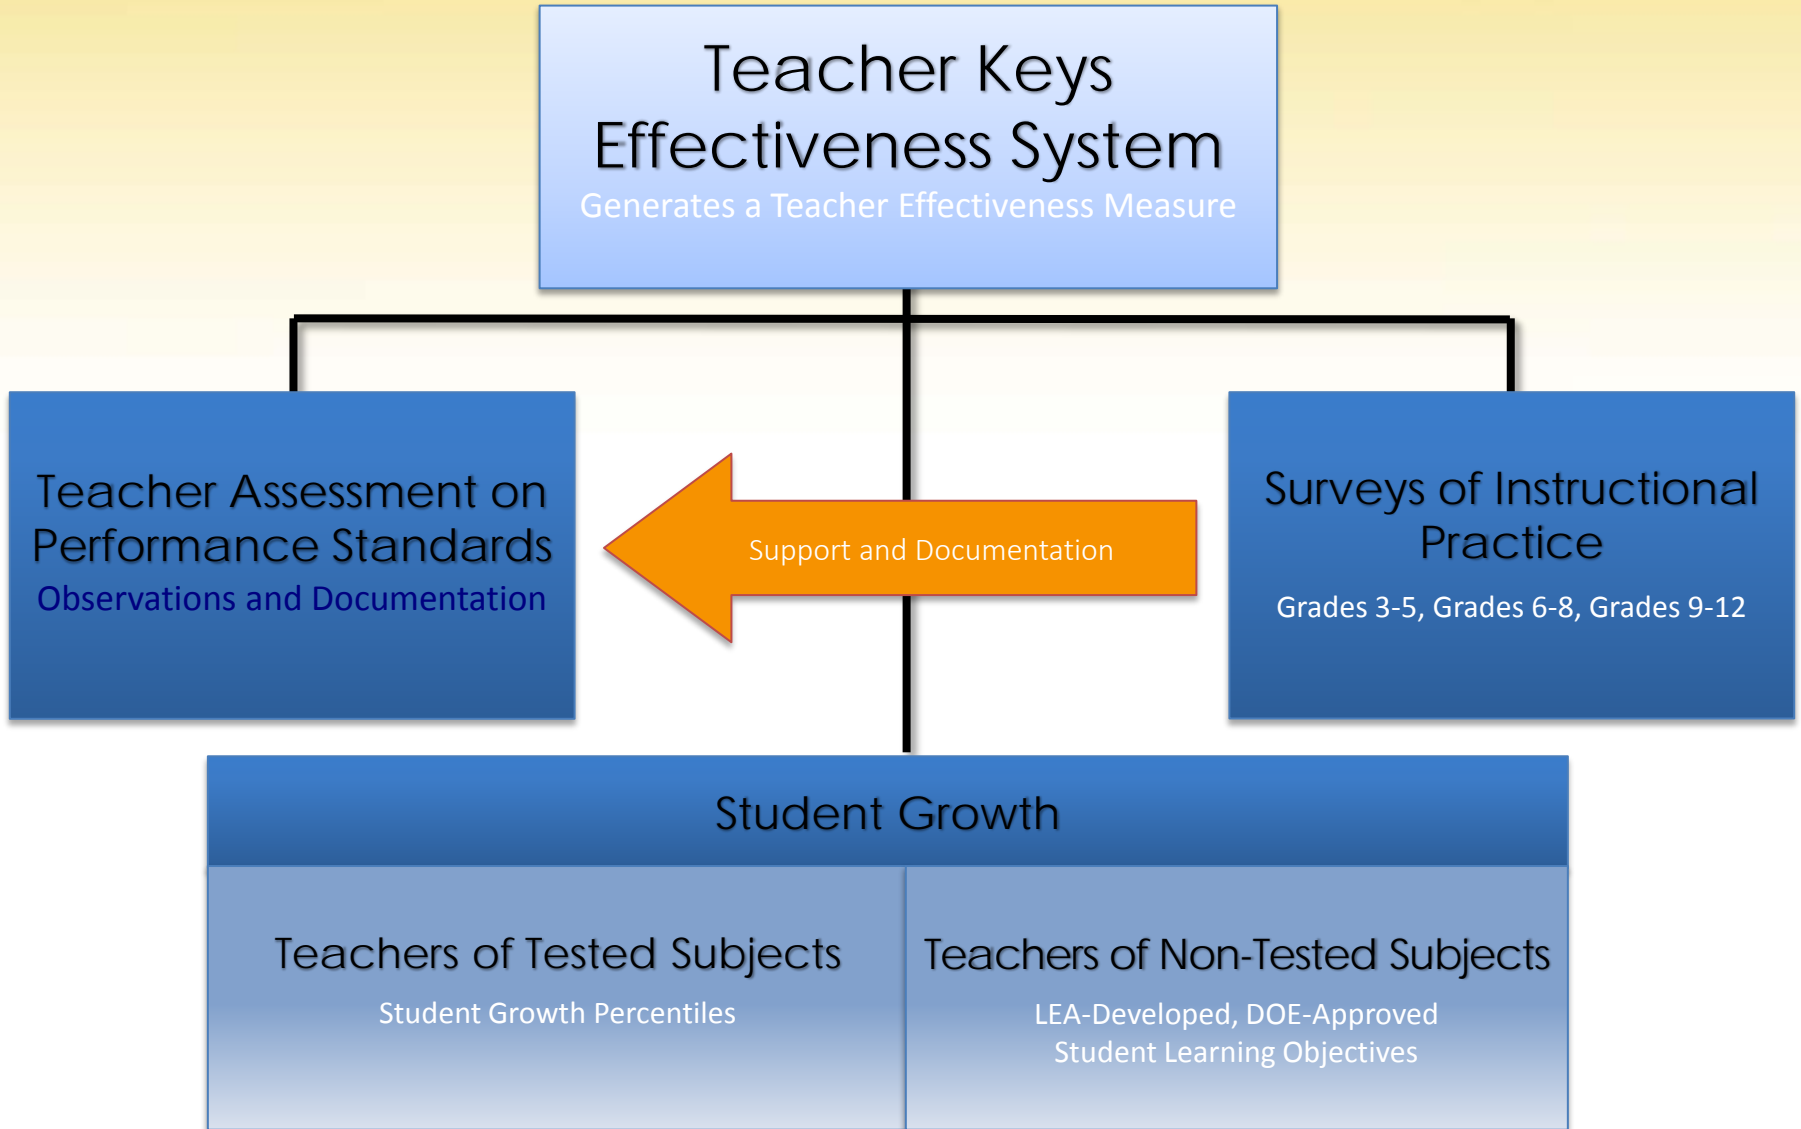 Teacher Keys
Effectiveness System
Generates a Teacher Effectiveness Measure
Teacher Assessment on
Performance Standards
Observations and Documentation
Support and Documentation
Surveys of Instructional
Practice
Grades 3-5, Grades 6-8, Grades 9-12
Student Growth
Teachers of Tested Subjects
Student Growth Percentiles
Teachers of Non-Tested Subjects
LEA-Developed, DOE-Approved
Student Learning Objectives